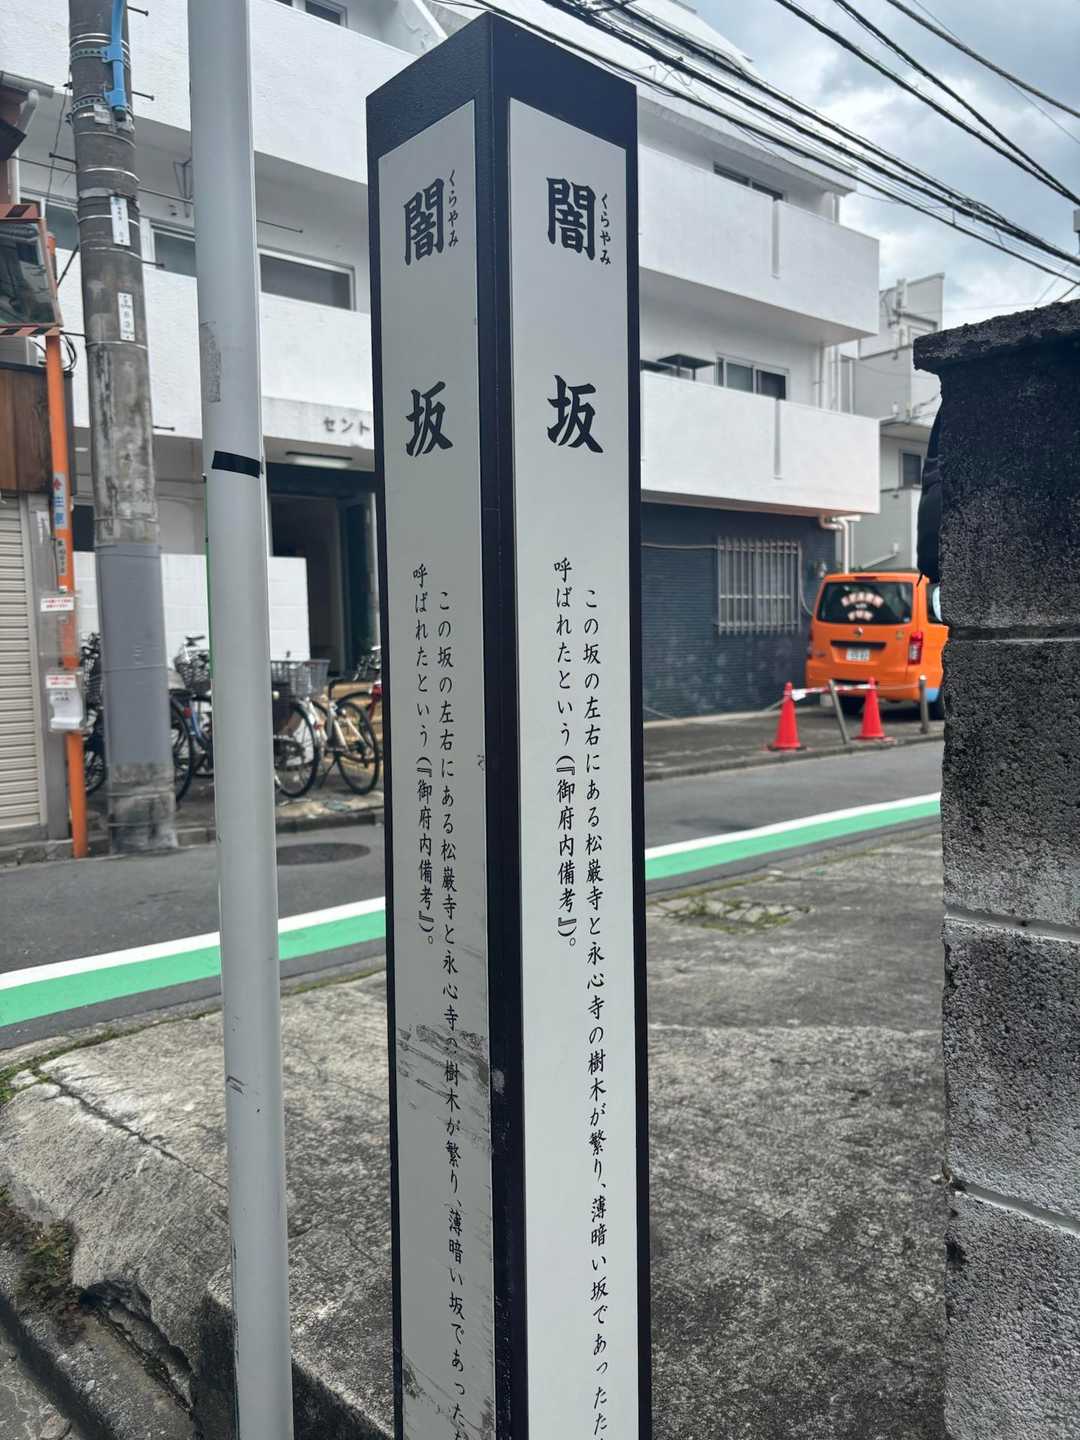 くらやみ
闇坂
この坂の左右にある松巌寺と永心寺の樹木が繁り、薄暗い坂であった
呼ばれたという（『御府内備考』）。
くらやみ
闇坂
この坂の左右にある松巌寺と永心寺の樹木が繁り、薄暗い坂であったた
呼ばれたという（『御府内備考』）。
セント